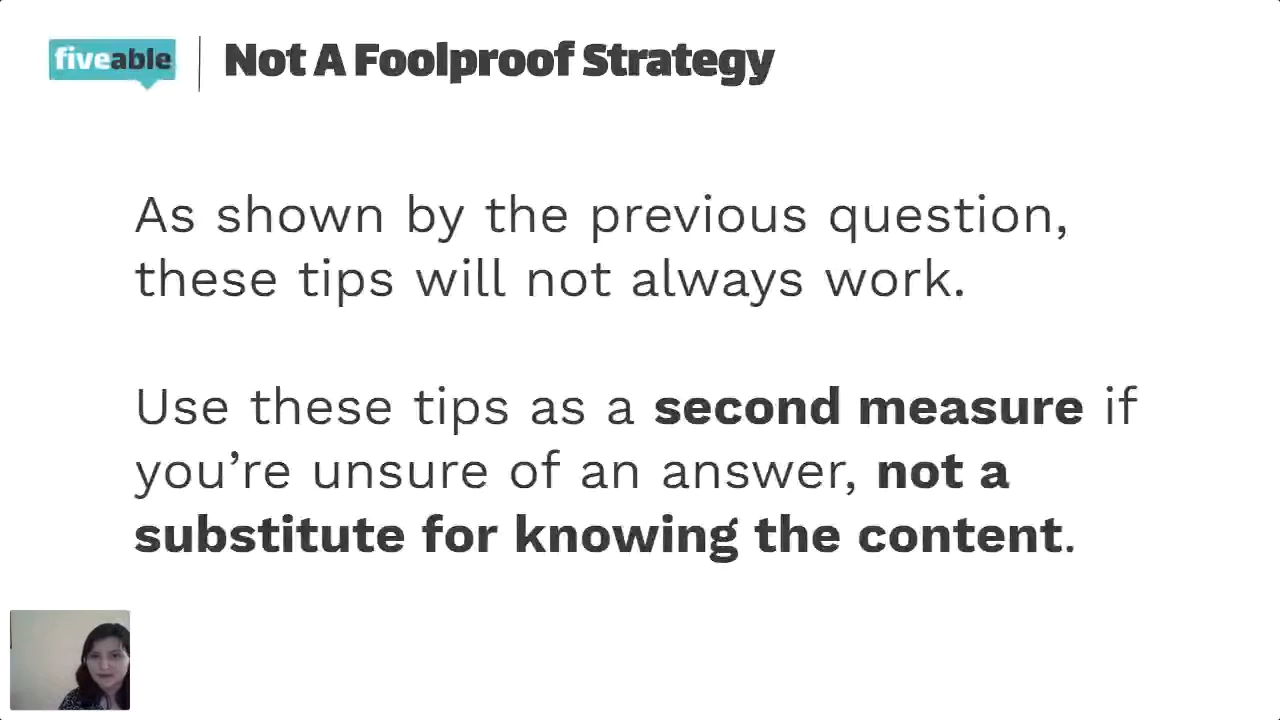 fiveable
Not A Foolproof Strategy
As shown by the previous question,
these tips will not always work.
Use these tips as a second measure if
you’re unsure of an answer, not a
substitute for knowing the content.